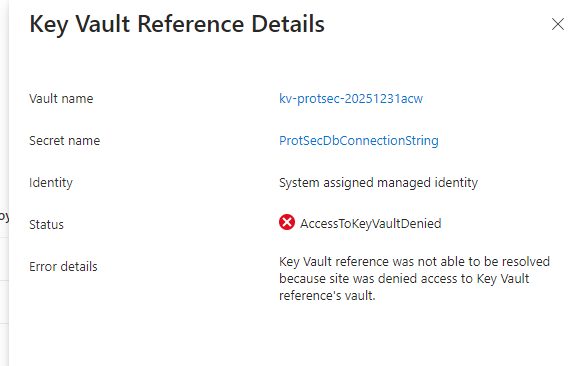 Key Vault Reference Details
Vault name
kv-protsec-20251231acw
Secret name
ProtSecDbConnectionString
Identity
System assigned managed identity
Status
AccessToKeyVaultDenied
Error details
Key Vault reference was not able to be resolved
because site was denied access to Key Vault
reference's vault.